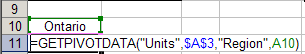 9
10 Ontario
11 =GETPIVOTDATA("Units",$A$3,"Region",A10)